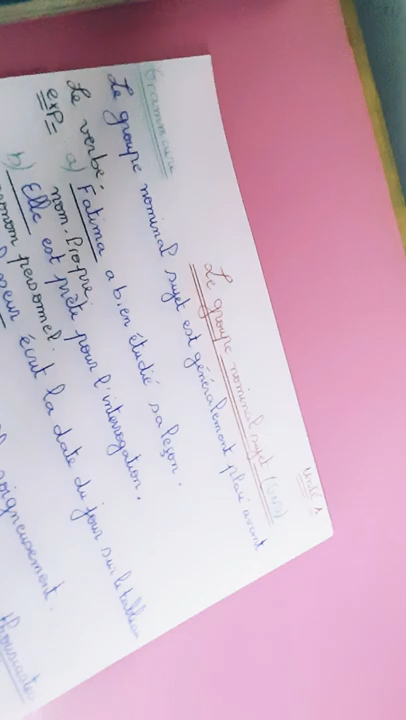 Unité 1
Grammaire
Le groupe nominal sujet (GNS)
Le groupe nominal sujet est généralement placé avant
Le verbe.
exp= a) Fatima a bien étudié sa leçon.
nom. Propre.
b) Elle est prête pour l'interrogation.
pronom personnel.
écrit la date du jour sur le tableau
soigneusement.